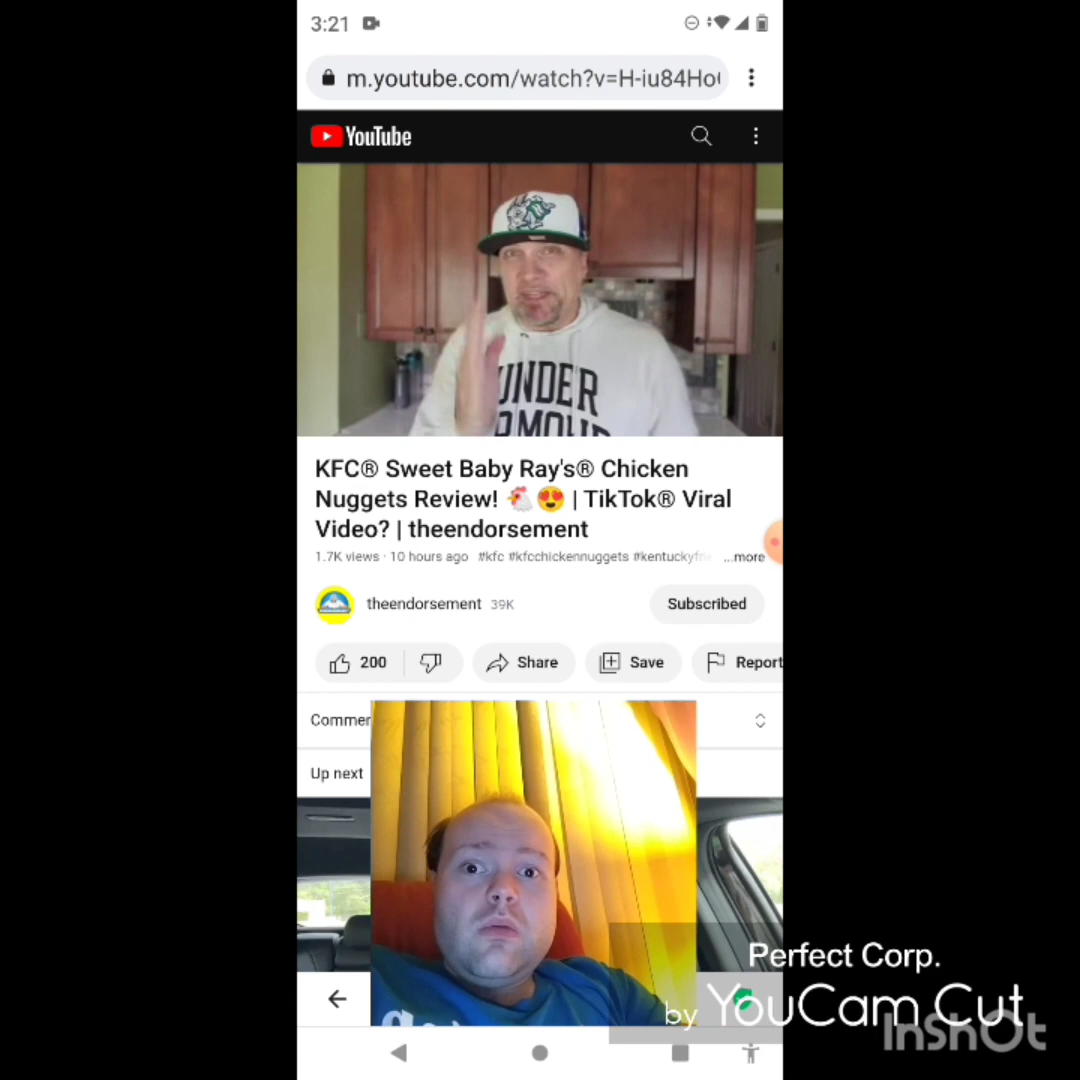 3:21
m.youtube.com/watch?v=H-iu84Ho
YouTube
UNDER
KFC® Sweet Baby Ray's® Chicken
Nuggets Review! 🐔😍 | TikTok® Viral
Video? | theendorsement
1.7K views · 10 hours ago #kfc #kfcchickennuggets #kentuckyfrie ...more
theendorsement 39K
Subscribed
200
Share
Save
Report
Commen
Up next
Perfect Corp.
by YouCam Cut
InShOt